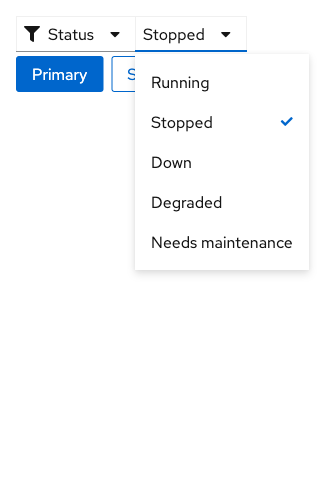 Status
Stopped
Primary
S
Running
Stopped
Down
Degraded
Needs maintenance